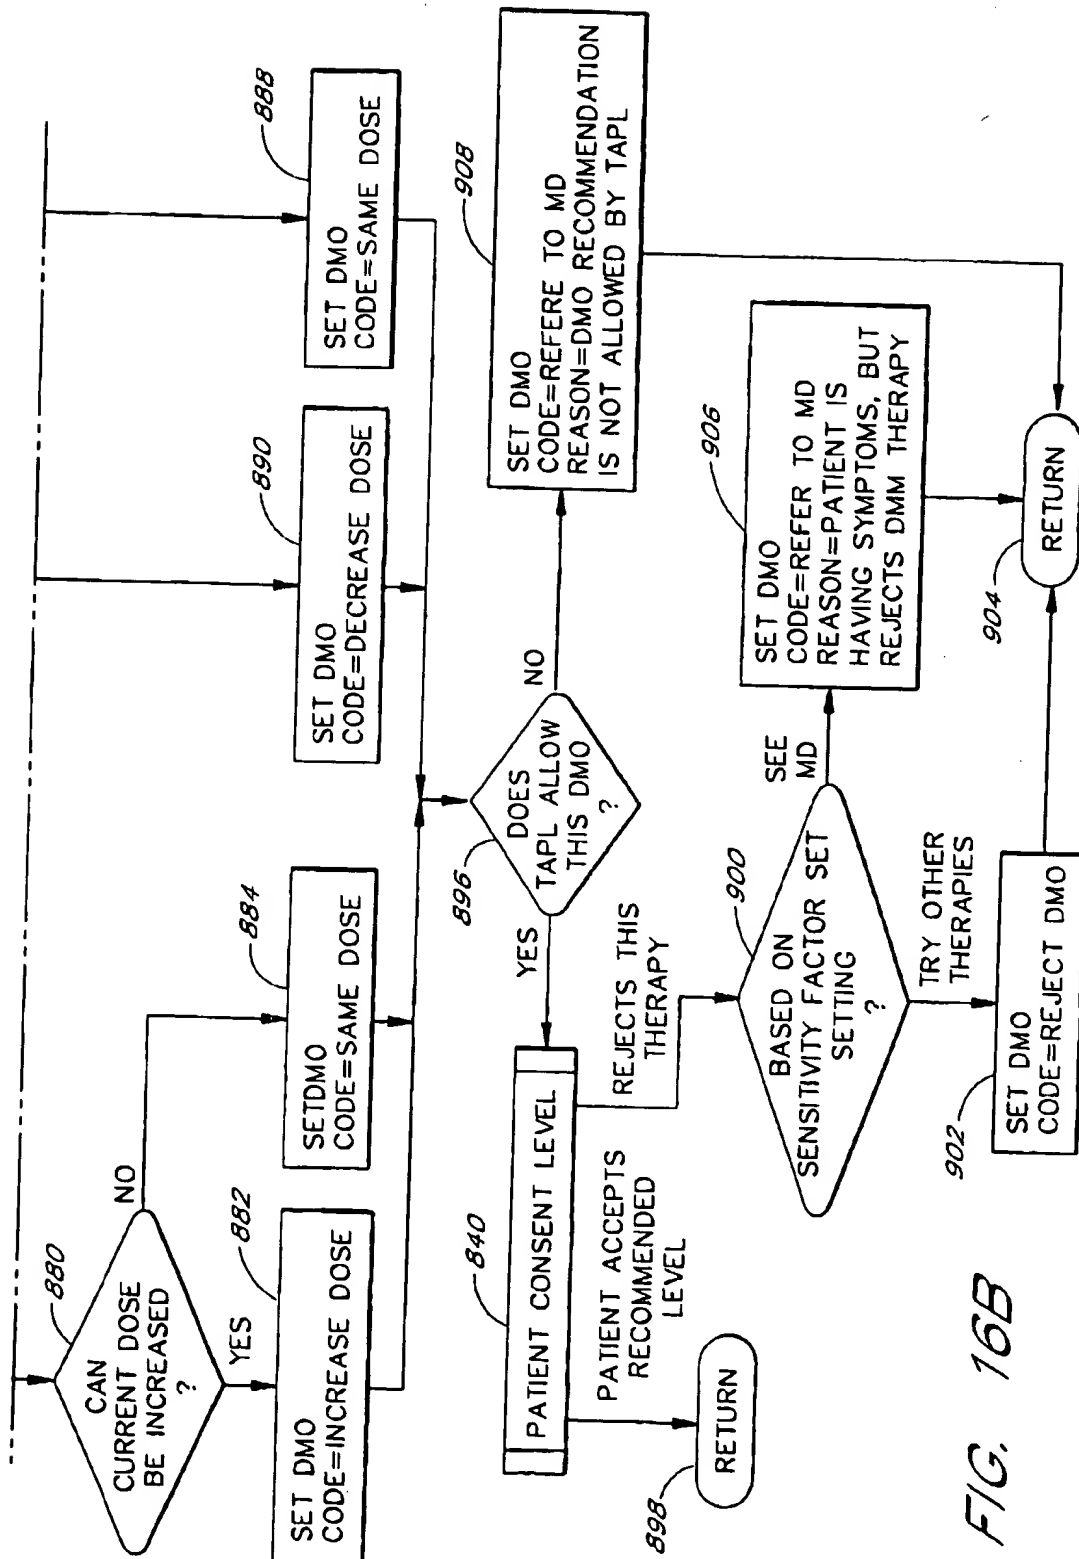 880
CAN
CURRENT DOSE
BE INCREASED
?
NO
YES
882
SET DMO
CODE=INCREASE DOSE
884
SETDMO
CODE=SAME DOSE
890
SET DMO
CODE=DECREASE DOSE
888
SET DMO
CODE=SAME DOSE
896
DOES
TAPL ALLOW
THIS DMO
?
NO
YES
908
SET DMO
CODE=REFERE TO MD
REASON=DMO RECOMMENDATION
IS NOT ALLOWED BY TAPL
840
PATIENT CONSENT LEVEL
PATIENT ACCEPTS
RECOMMENDED
LEVEL
REJECTS THIS
THERAPY
898
RETURN
900
BASED ON
SENSITIVITY FACTOR SET
SETTING
?
SEE
MD
TRY OTHER
THERAPIES
906
SET DMO
CODE=REFER TO MD
REASON=PATIENT IS
HAVING SYMPTOMS, BUT
REJECTS DMM THERAPY
902
SET DMO
CODE=REJECT DMO
904
RETURN
FIG. 16B